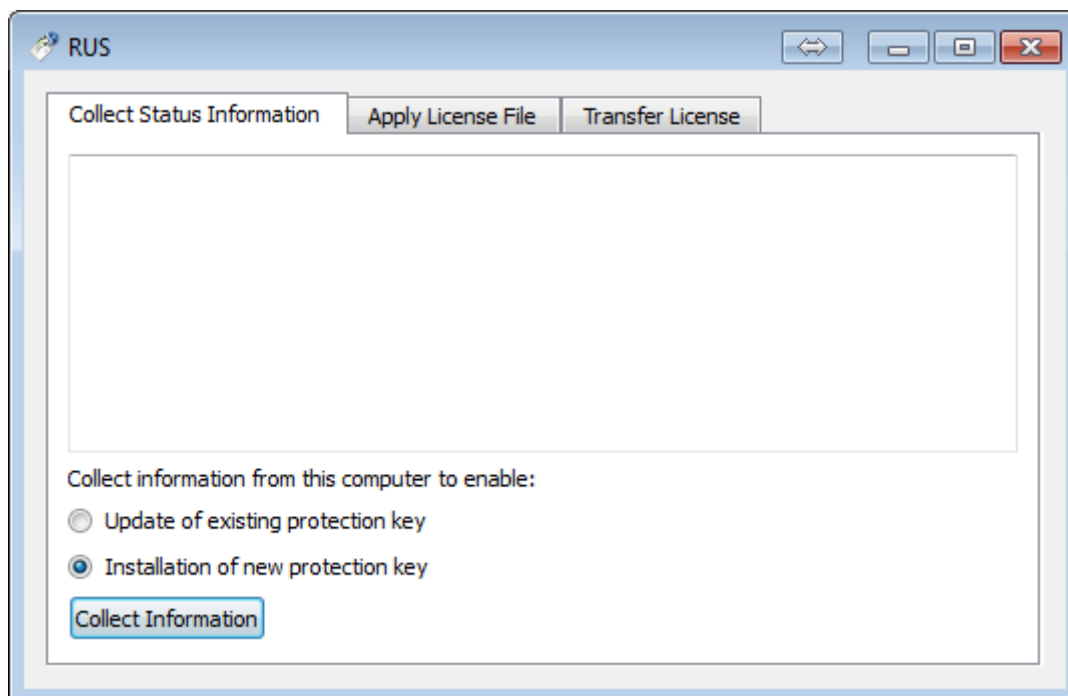 RUS
Collect Status Information Apply License File Transfer License
Collect information from this computer to enable:
Update of existing protection key
Installation of new protection key
Collect Information